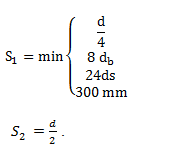 S₁ = min { d/4
8 d_b
24ds
300 mm
S₂ = d/2 .